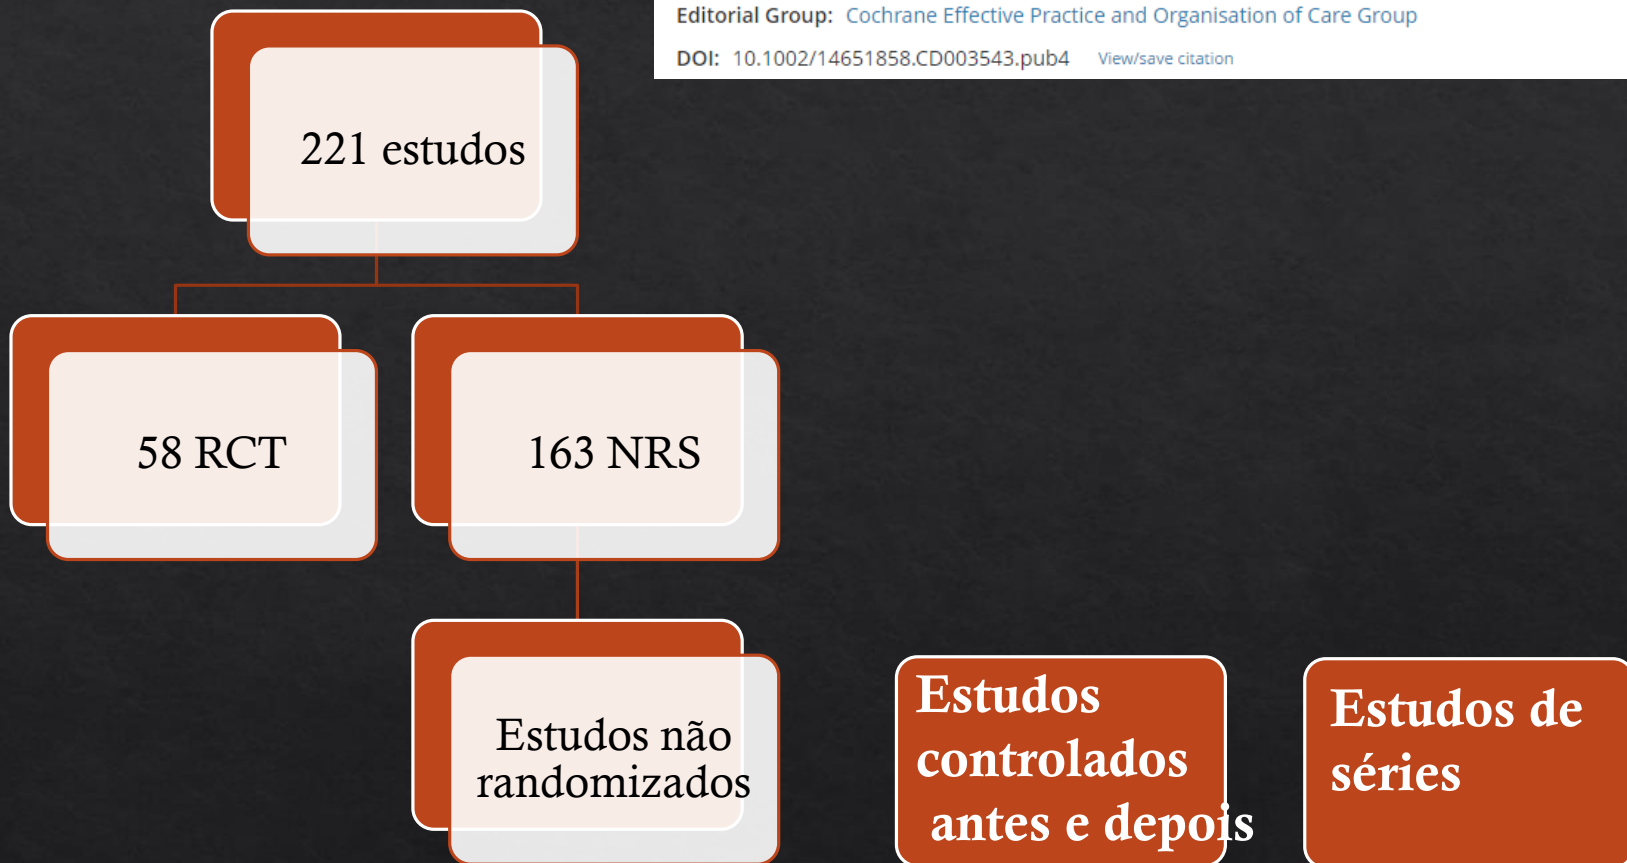 Editorial Group: Cochrane Effective Practice and Organisation of Care Group
DOI: 10.1002/14651858.CD003543.pub4 View/save citation
221 estudos
58 RCT
163 NRS
Estudos não
randomizados
Estudos
controlados
antes e depois
Estudos de
séries